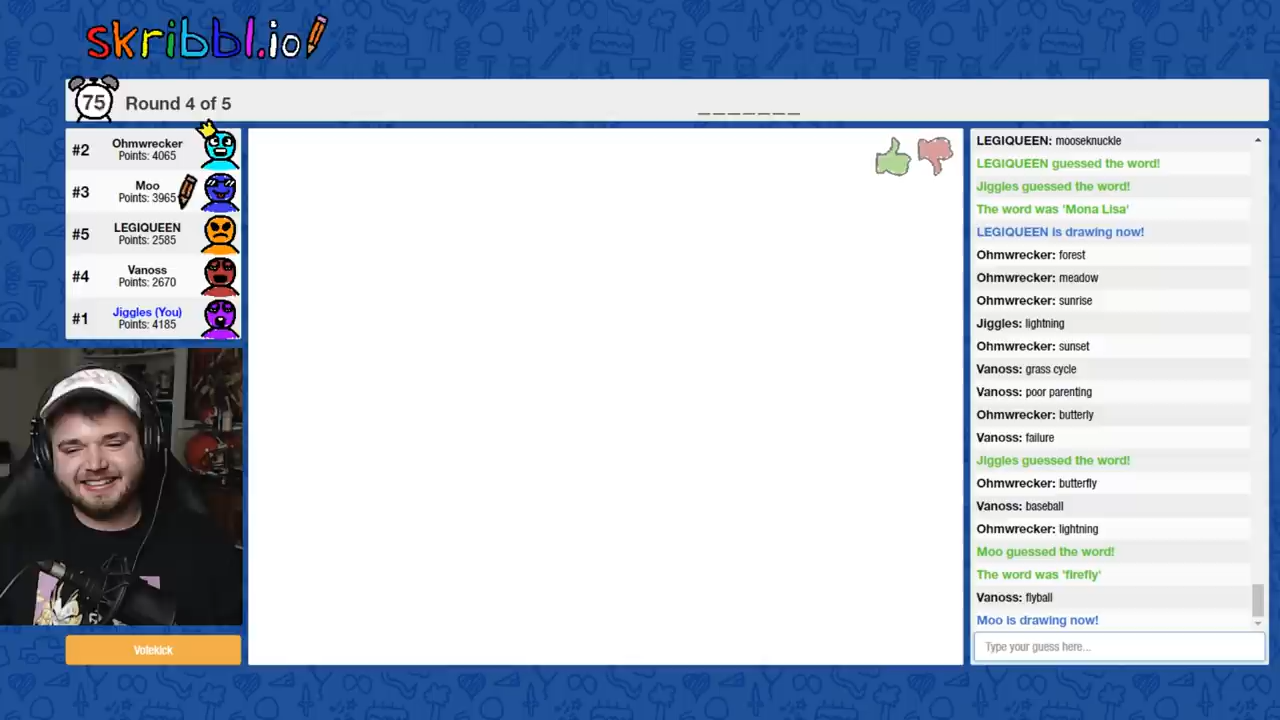 skribbl.io
75
Round 4 of 5
_ _ _ _ _ _ _
#2
Ohmwrecker
Points: 4065
#3
Moo
Points: 3965
#5
LEGIQUEEN
Points: 2585
#4
Vanoss
Points: 2670
#1
Jiggles (You)
Points: 4185
Votekick
LEGIQUEEN: mooseknuckle
LEGIQUEEN guessed the word!
Jiggles guessed the word!
The word was 'Mona Lisa'
LEGIQUEEN is drawing now!
Ohmwrecker: forest
Ohmwrecker: meadow
Ohmwrecker: sunrise
Jiggles: lightning
Ohmwrecker: sunset
Vanoss: grass cycle
Vanoss: poor parenting
Ohmwrecker: butterly
Vanoss: failure
Jiggles guessed the word!
Ohmwrecker: butterfly
Vanoss: baseball
Ohmwrecker: lightning
Moo guessed the word!
The word was 'firefly'
Vanoss: flyball
Moo is drawing now!
Type your guess here...